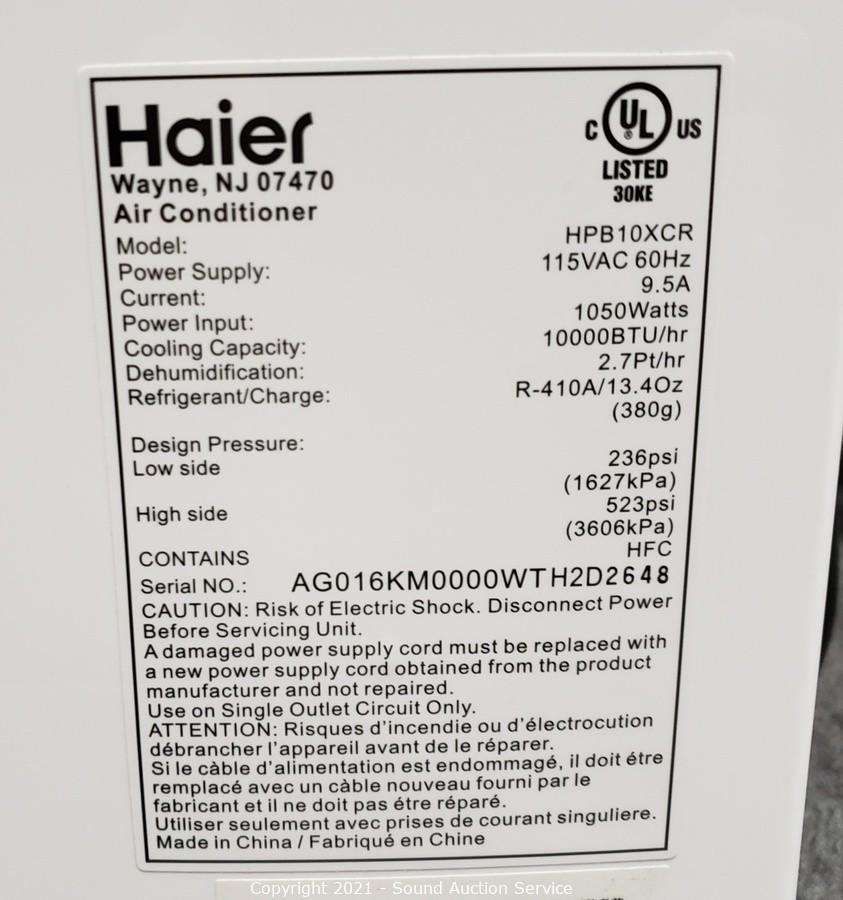 Haier
Wayne, NJ 07470
Air Conditioner
C UL US
LISTED
30KE
Model: HPB10XCR
Power Supply: 115VAC 60Hz
Current: 9.5A
Power Input: 1050Watts
Cooling Capacity: 10000BTU/hr
Dehumidification: 2.7Pt/hr
Refrigerant/Charge: R-410A/13.4Oz
(380g)
Design Pressure:
Low side 236psi
(1627kPa)
High side 523psi
(3606kPa)
CONTAINS HFC
Serial NO.: AG016KM0000WTH2D2648
CAUTION: Risk of Electric Shock. Disconnect Power
Before Servicing Unit.
A damaged power supply cord must be replaced with
a new power supply cord obtained from the product
manufacturer and not repaired.
Use on Single Outlet Circuit Only.
ATTENTION: Risques d'incendie ou d'électrocution
débrancher l'appareil avant de le réparer.
Si le càble d'alimentation est endommagé, il doit étre
remplacé avec un càble nouveau fourni par le
fabricant et il ne doit pas étre réparé.
Utiliser seulement avec prises de courant singuliere.
Made in China / Fabriqué en Chine
Copyright 2021 - Sound Auction Service